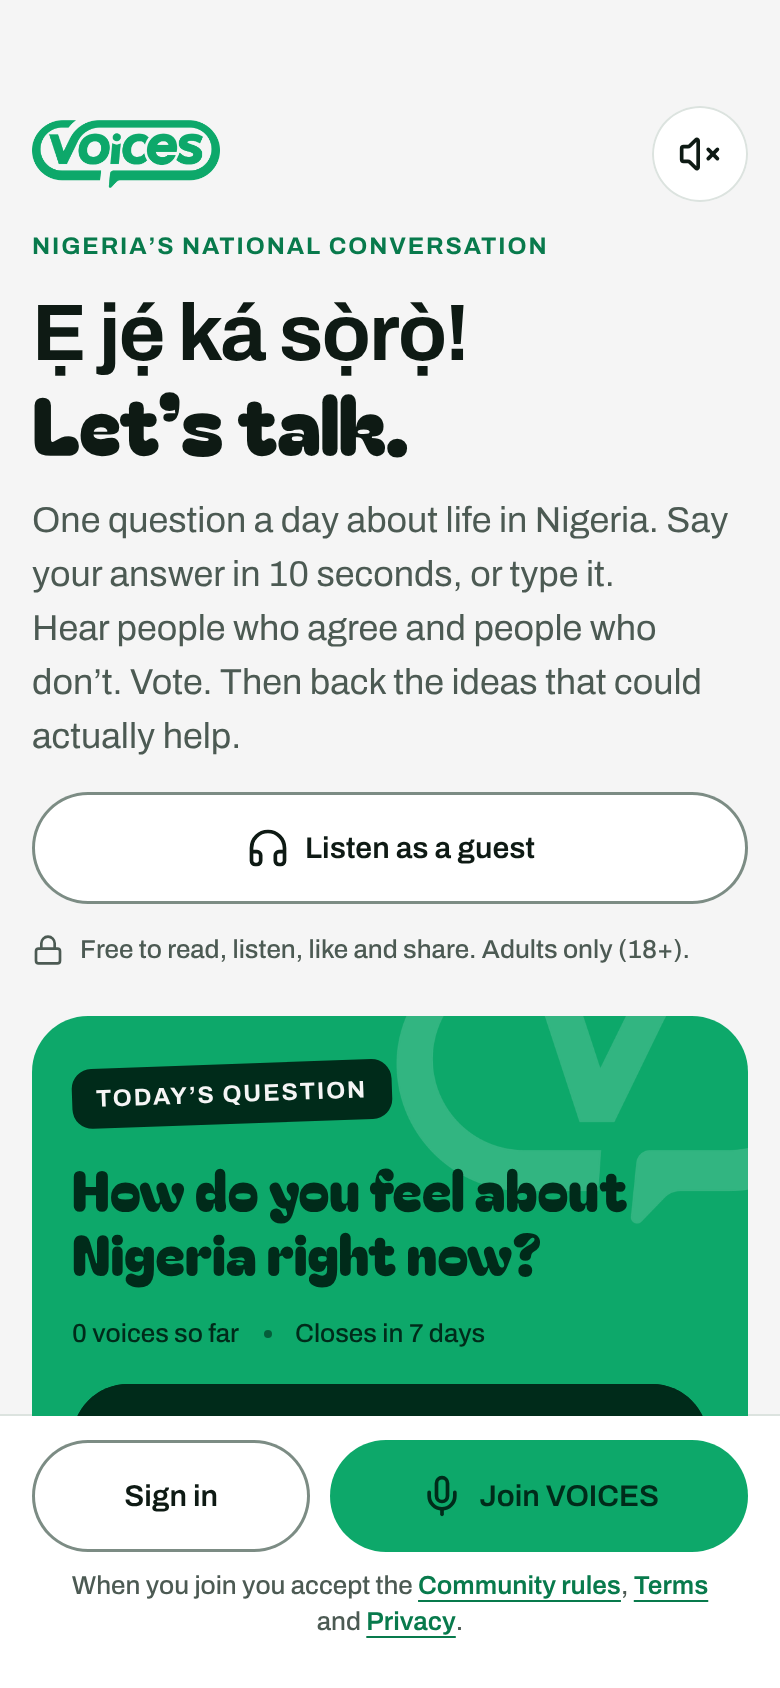 voices
NIGERIA’S NATIONAL CONVERSATION
Ẹ jẹ́ ká sọ̀rọ̀!
Let’s talk.
One question a day about life in Nigeria. Say
your answer in 10 seconds, or type it.
Hear people who agree and people who
don’t. Vote. Then back the ideas that could
actually help.
Listen as a guest
Free to read, listen, like and share. Adults only (18+).
TODAY’S QUESTION
How do you feel about
Nigeria right now?
0 voices so far • Closes in 7 days
Sign in
Join VOICES
When you join you accept the Community rules, Terms
and Privacy.